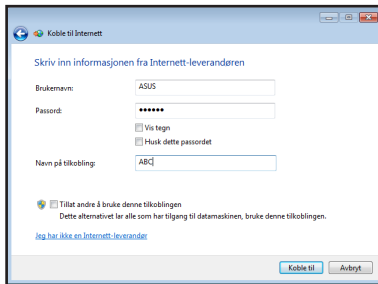 Koble til Internett
Skriv inn informasjonen fra Internett-leverandøren
Brukernavn: ASUS
Passord: ••••••
Vis tegn
Husk dette passordet
Navn på tilkobling: ABC
Tillat andre å bruke denne tilkoblingen
Dette alternativet lar alle som har tilgang til datamaskinen, bruke denne tilkoblingen.
Jeg har ikke en Internett-leverandør
Koble til Avbryt